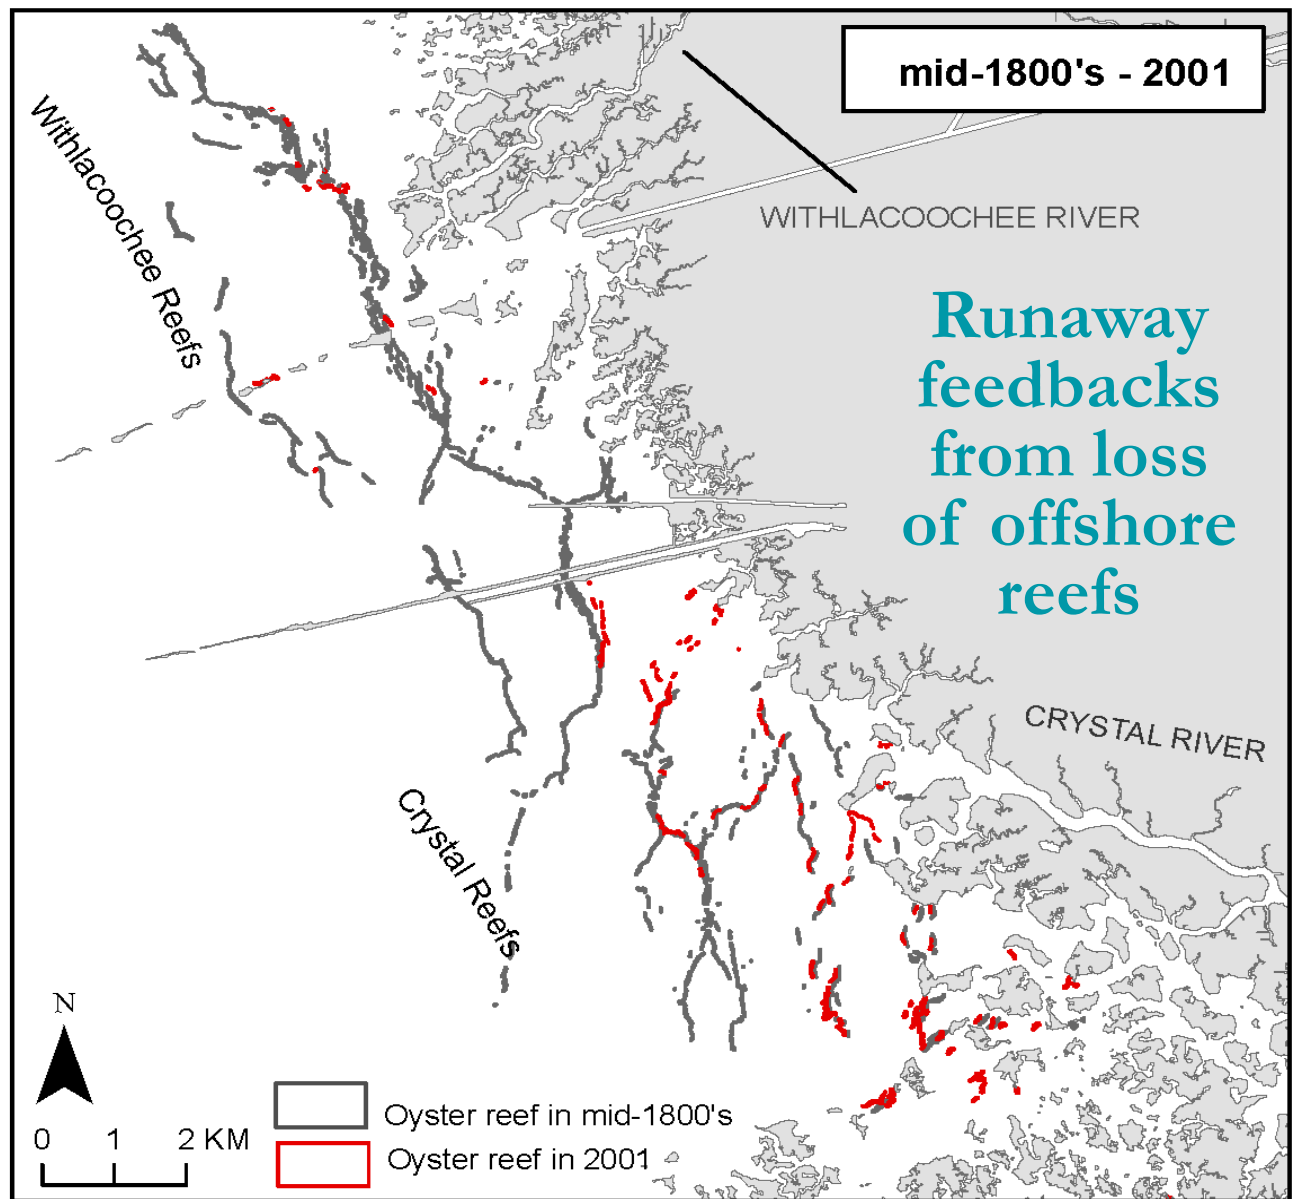 mid-1800's - 2001
Withlacoochee Reefs
WITHLACOOCHEE RIVER
Runaway
feedbacks
from loss
of offshore
reefs
CRYSTAL RIVER
Crystal Reefs
N
0 1 2 KM
Oyster reef in mid-1800's
Oyster reef in 2001